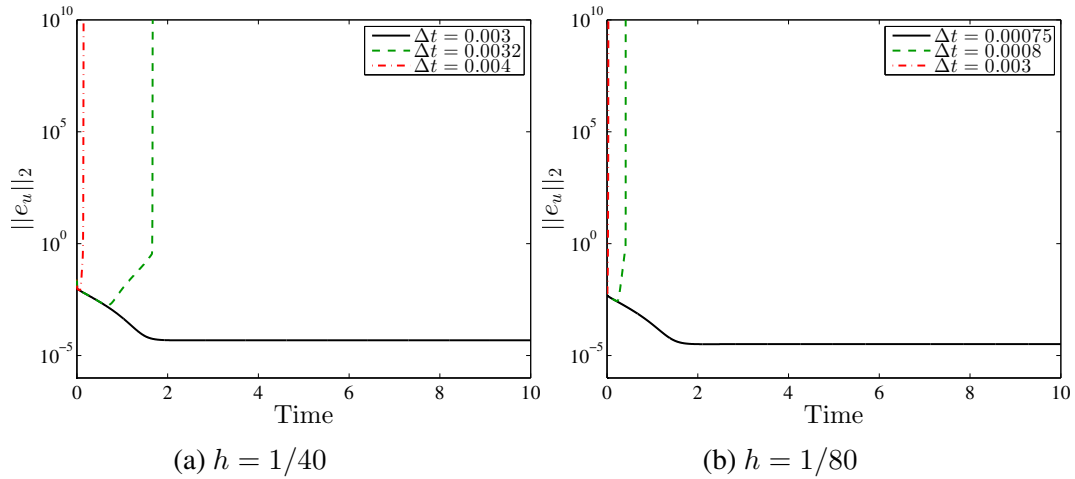 10^10
10^5
10^0
10^-5
||e_u||_2
0 2 4 6 8 10
Time
Δt = 0.003
Δt = 0.0032
Δt = 0.004
(a) h = 1/40
10^10
10^5
10^0
10^-5
||e_u||_2
0 2 4 6 8 10
Time
Δt = 0.00075
Δt = 0.0008
Δt = 0.003
(b) h = 1/80